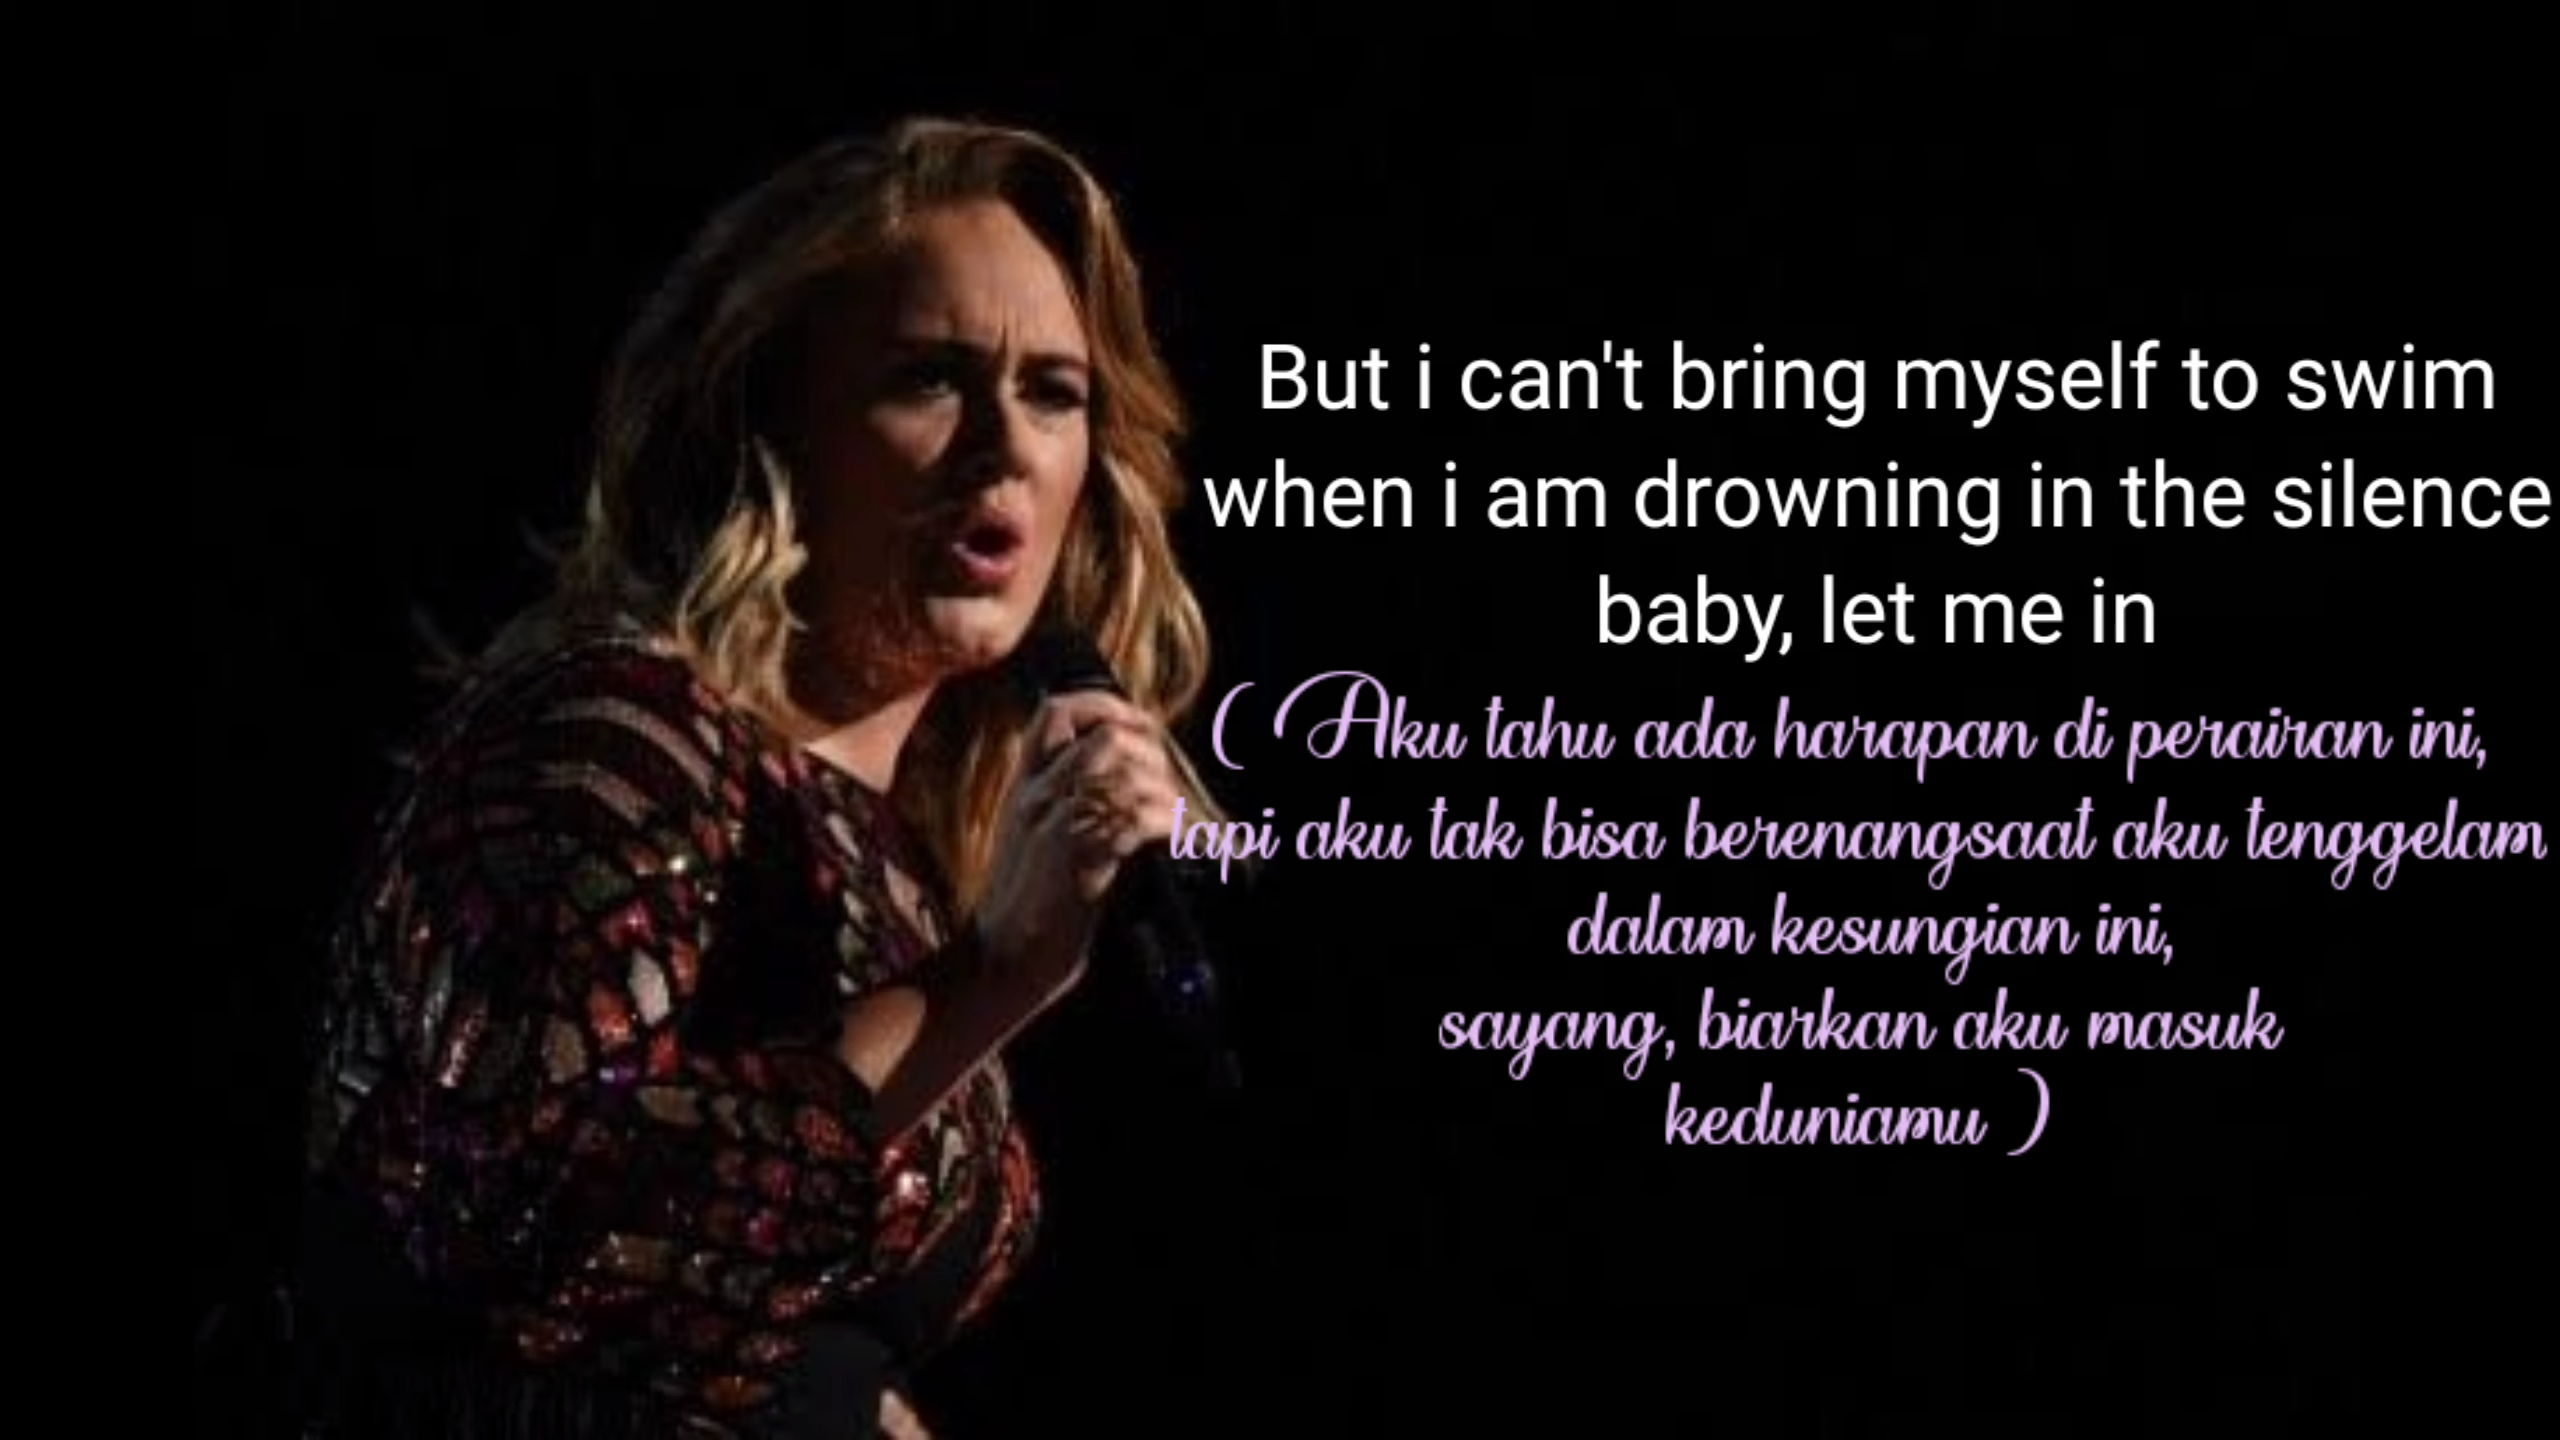 But i can't bring myself to swim
when i am drowning in the silence
baby, let me in
( Aku tahu ada harapan di perairan ini,
tapi aku tak bisa berenangsaat aku tenggelam
dalam kesungian ini,
sayang, biarkan aku masuk
keduniamu )